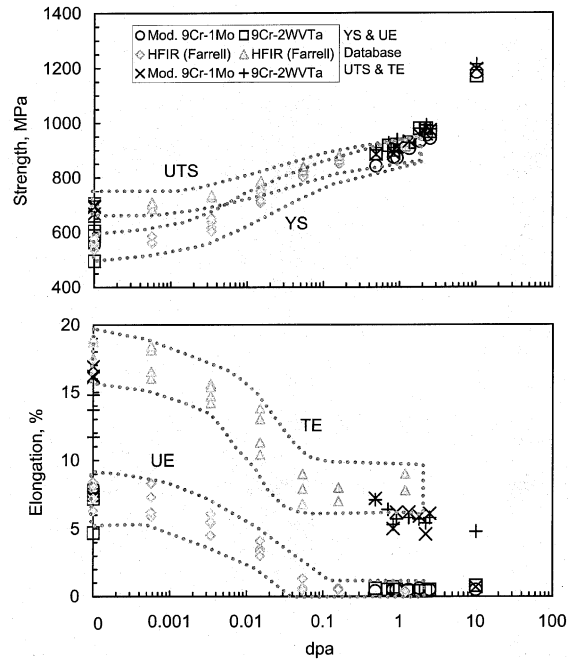 1400
○ Mod. 9Cr-1Mo □ 9Cr-2WVTa YS & UE
◇ HFIR (Farrell) △ HFIR (Farrell) Database
× Mod. 9Cr-1Mo + 9Cr-2WVTa UTS & TE
1200
1000
800
600
400
Strength, MPa
UTS
YS
20
15
10
5
0
Elongation, %
TE
UE
0 0.001 0.01 0.1 1 10 100
dpa